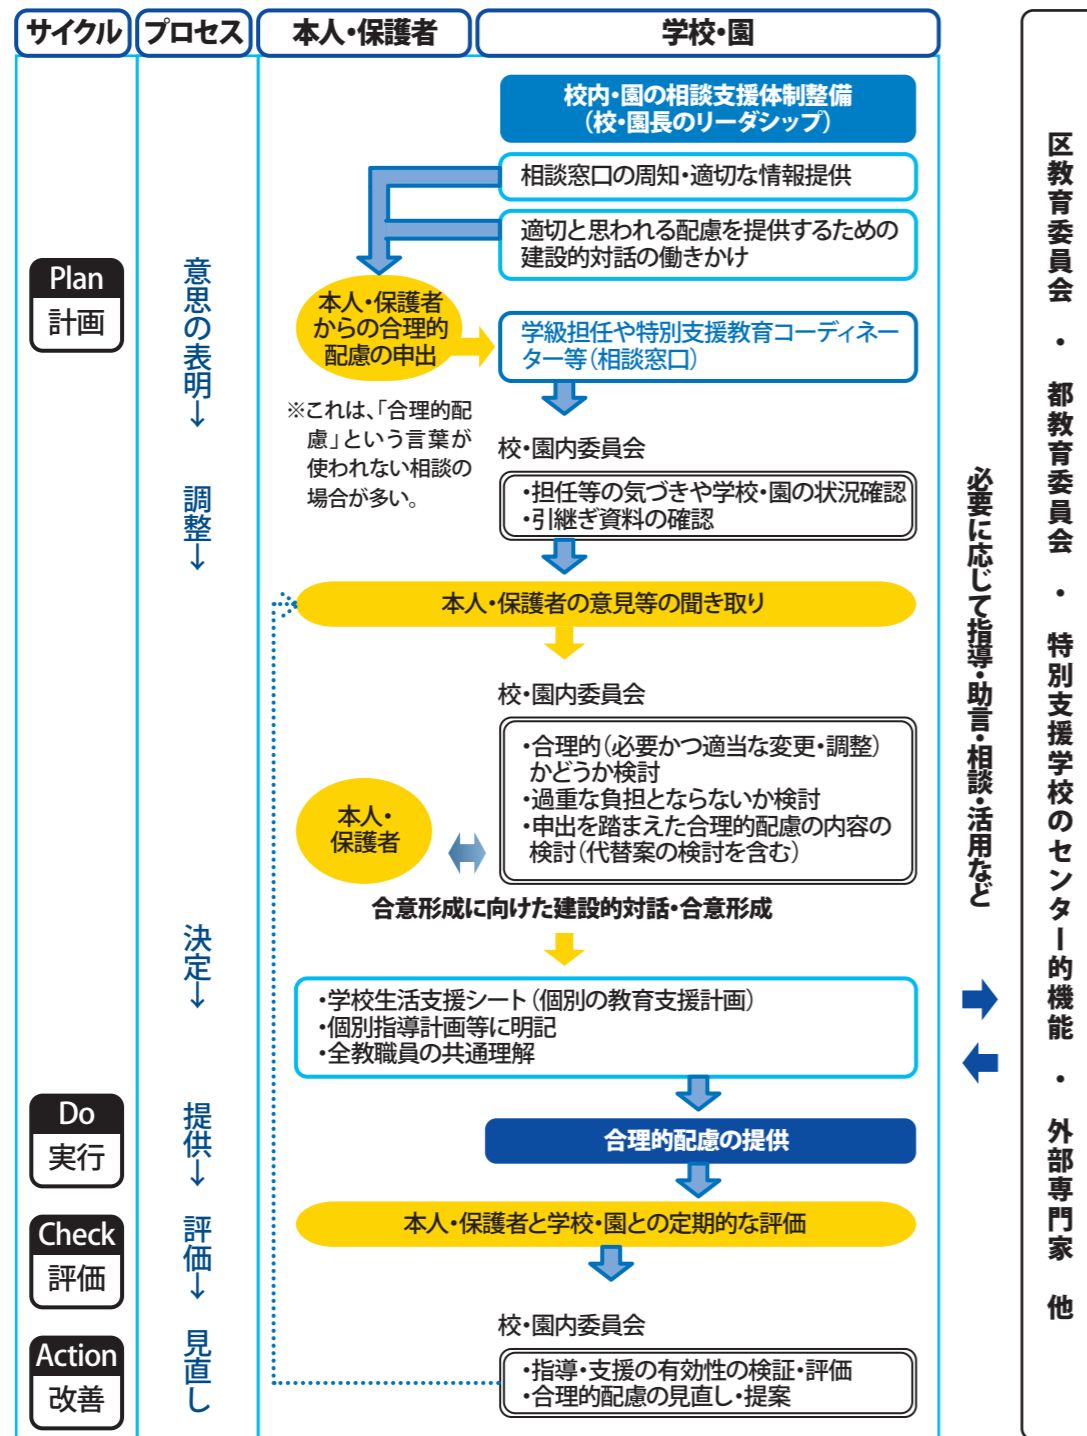 サイクル
プロセス
本人・保護者
学校・園
校内・園の相談支援体制整備
（校・園長のリーダシップ）
相談窓口の周知・適切な情報提供
適切と思われる配慮を提供するための
建設的対話の働きかけ
Plan
計画
意思の表明→
本人・保護者
からの合理的
配慮の申出
学級担任や特別支援教育コーディネー
ター等（相談窓口）
※これは、「合理的配
慮」という言葉が
使われない相談の
場合が多い。
校・園内委員会
・担任等の気づきや学校・園の状況確認
・引継ぎ資料の確認
調整→
本人・保護者の意見等の聞き取り
校・園内委員会
・合理的（必要かつ適当な変更・調整）
かどうか検討
・過重な負担とならないか検討
・申出を踏まえた合理的配慮の内容の
検討（代替案の検討を含む）
本人・
保護者
合意形成に向けた建設的対話・合意形成
決定→
・学校生活支援シート（個別の教育支援計画）
・個別指導計画等に明記
・全教職員の共通理解
Do
実行
提供→
合理的配慮の提供
Check
評価
評価→
本人・保護者と学校・園との定期的な評価
Action
改善
見直し
校・園内委員会
・指導・支援の有効性の検証・評価
・合理的配慮の見直し・提案
必要に応じて指導・助言・相談・活用など
区教育委員会・都教育委員会・特別支援学校のセンター的機能・外部専門家 他